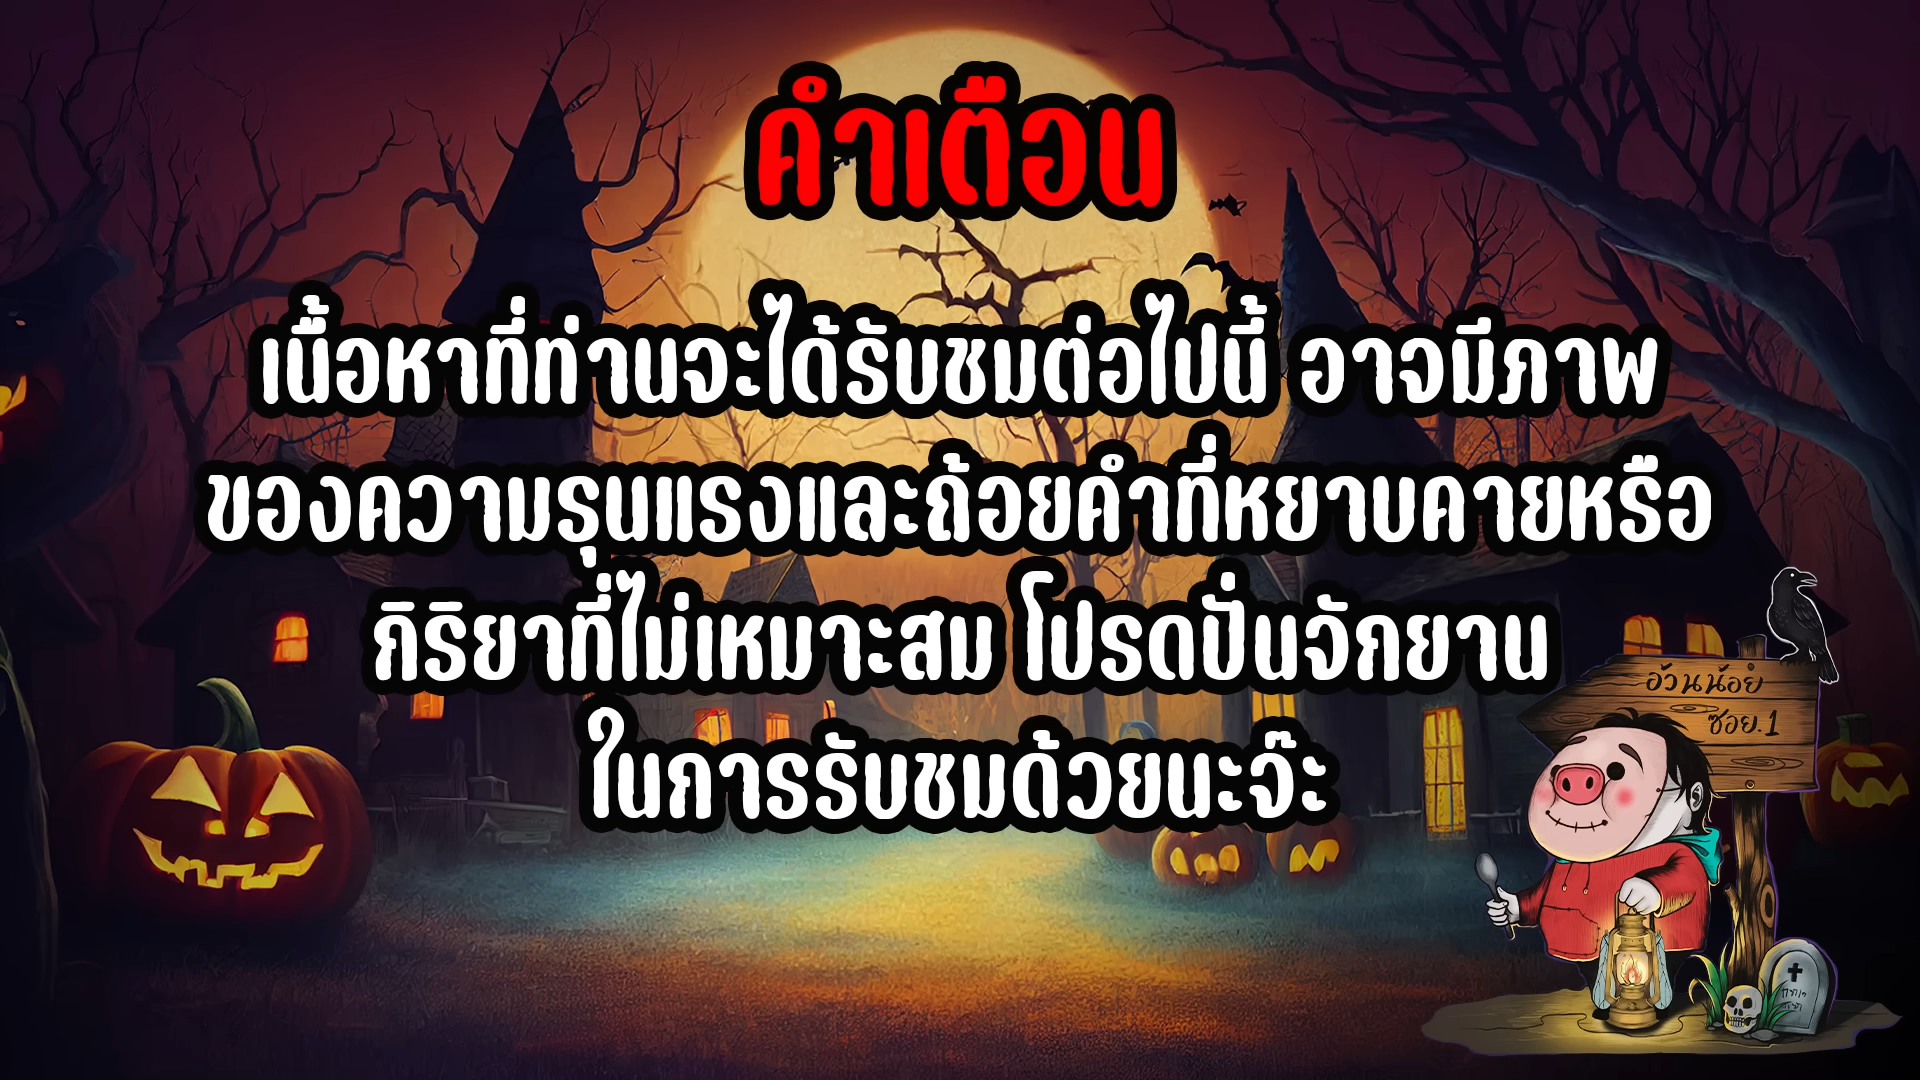 คำเตือน
เนื้อหาที่ท่านจะได้รับชมต่อไปนี้ อาจมีภาพ
ของความรุนแรงและถ้อยคำที่หยาบคายหรือ
กิริยาที่ไม่เหมาะสม โปรดปั่นจักยาน
ในการรับชมด้วยนะจ๊ะ
อ้วนน้อย
ซอย.1